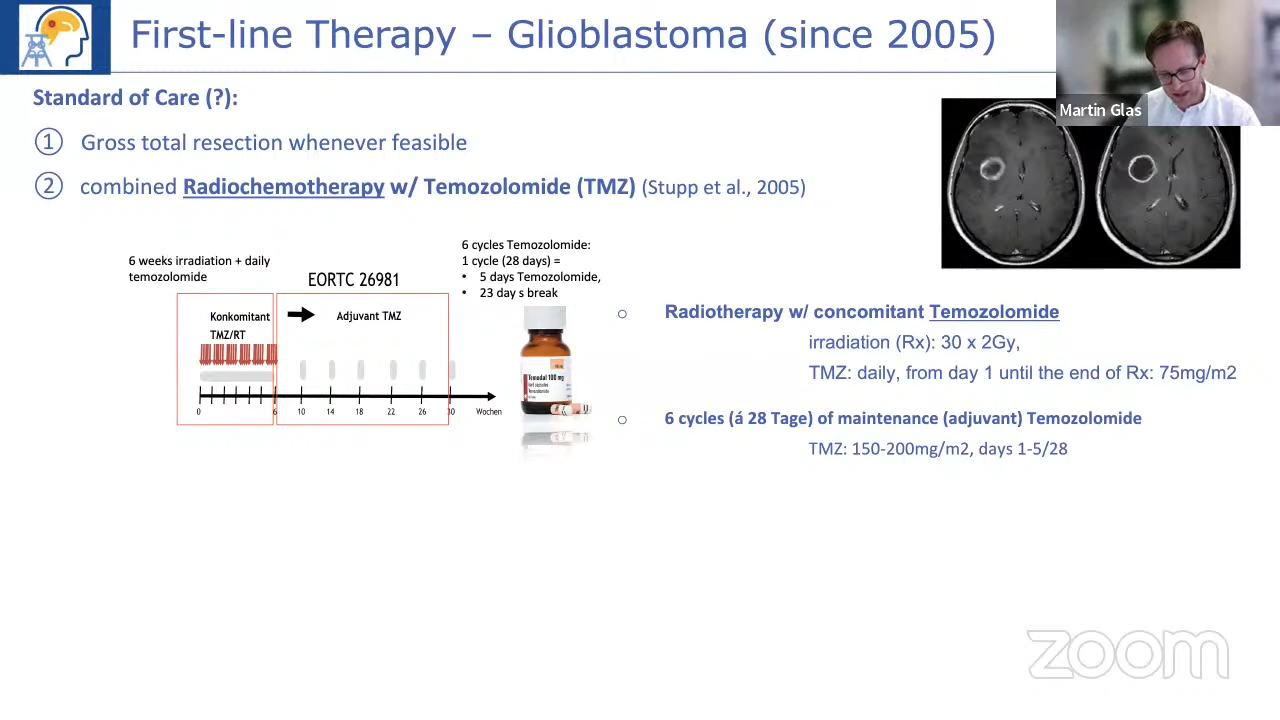 First-line Therapy – Glioblastoma (since 2005)
Martin Glas
Standard of Care (?):
1 Gross total resection whenever feasible
2 combined Radiochemotherapy w/ Temozolomide (TMZ) (Stupp et al., 2005)
6 weeks irradiation + daily
temozolomide
EORTC 26981
6 cycles Temozolomide:
1 cycle (28 days) =
• 5 days Temozolomide,
• 23 day s break
Konkomitant
TMZ/RT
Adjuvant TMZ
0 6 10 14 18 22 26 30 Wochen
Temodal 100 mg
○ Radiotherapy w/ concomitant Temozolomide
irradiation (Rx): 30 x 2Gy,
TMZ: daily, from day 1 until the end of Rx: 75mg/m2
○ 6 cycles (á 28 Tage) of maintenance (adjuvant) Temozolomide
TMZ: 150-200mg/m2, days 1-5/28
zoom